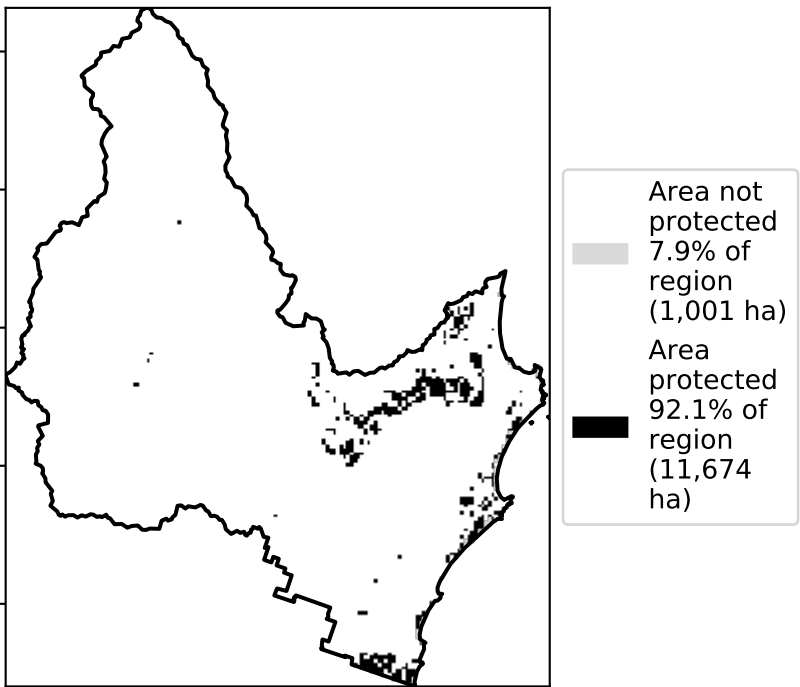 Area not
protected
7.9% of
region
(1,001 ha)
Area
protected
92.1% of
region
(11,674
ha)